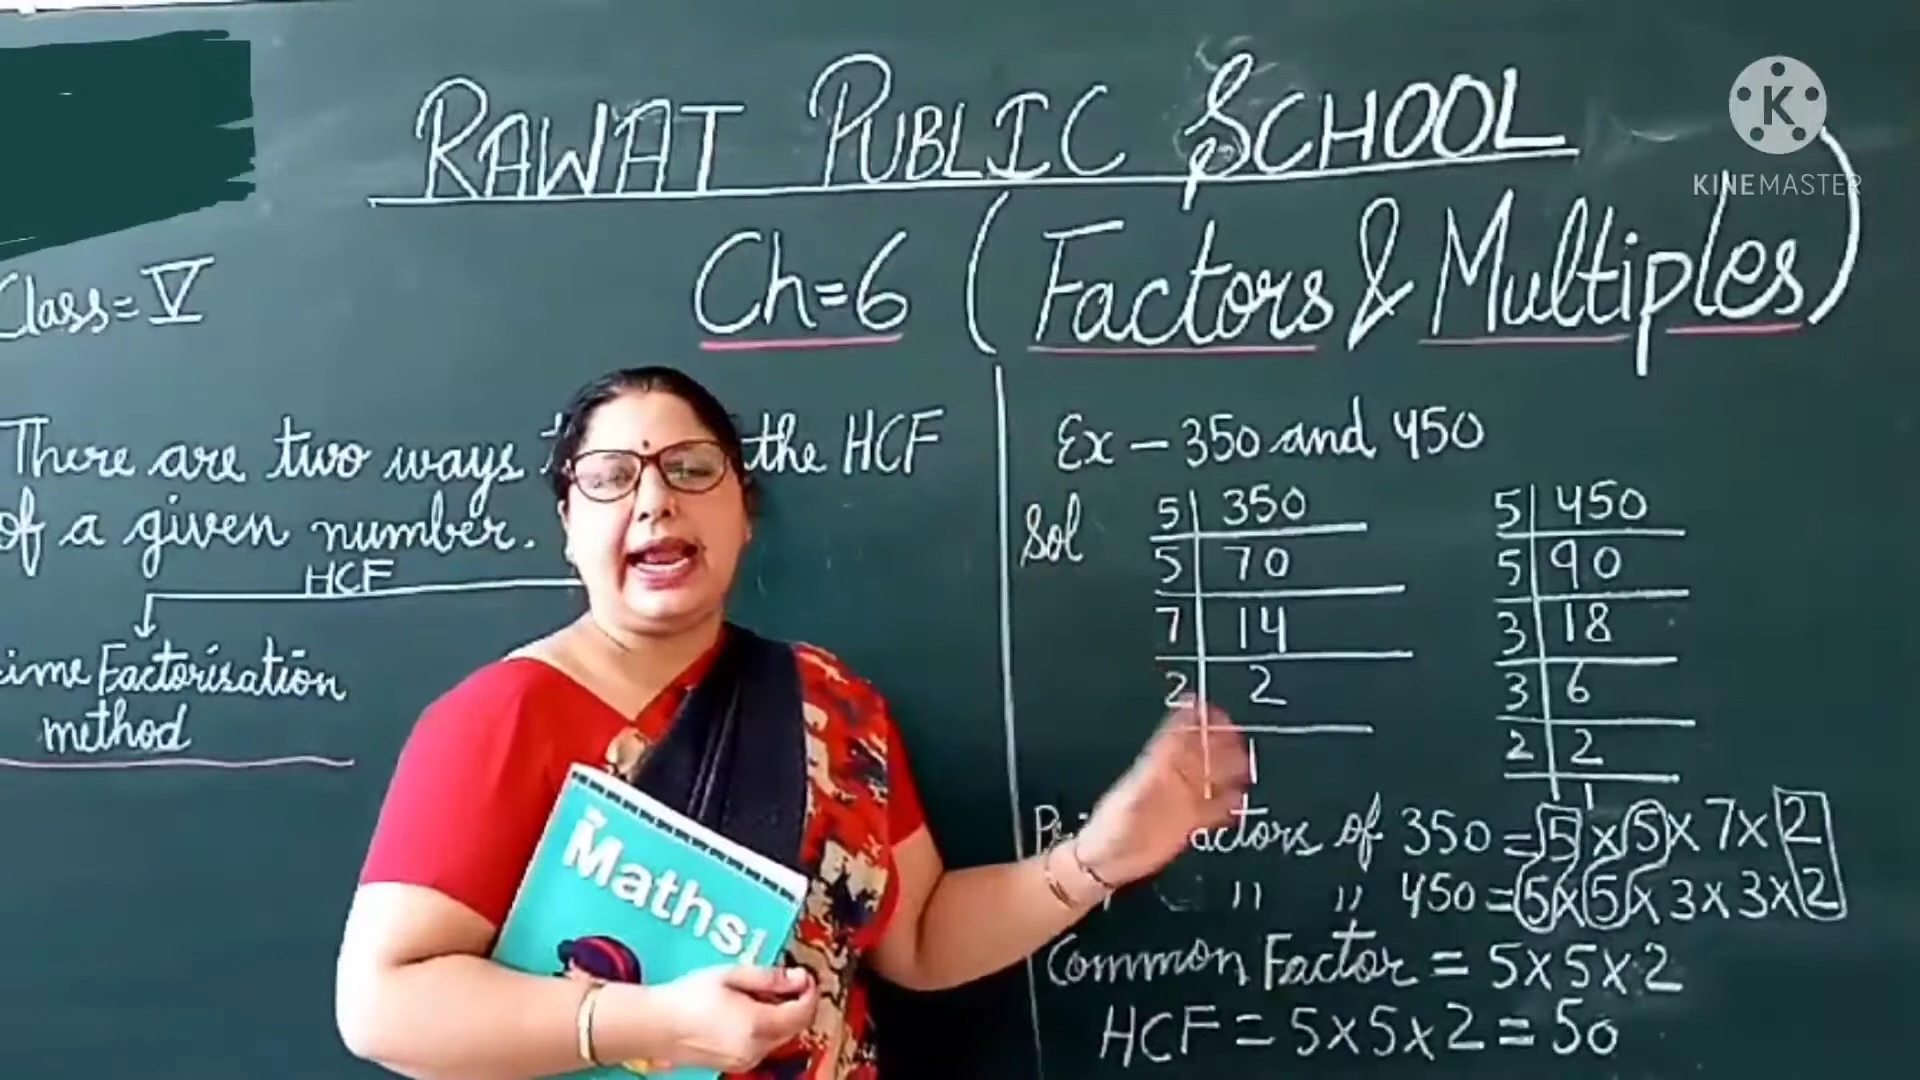 RAWAT PUBLIC SCHOOL
KINEMASTER
Class = V
Ch=6 (Factors & Multiples)
There are two ways the HCF
of a given number.
HCF
Factorisation
method
Maths
Ex – 350 and 450
Sol
5 | 350
5 | 70
7 | 14
2 | 2
1
5 | 450
5 | 90
3 | 18
3 | 6
2 | 2
1
of 350 = 5 x 5 x 7 x 2
" " 450 = 5 x 5 x 3 x 3 x 2
Common Factor = 5 x 5 x 2
HCF = 5 x 5 x 2 = 50